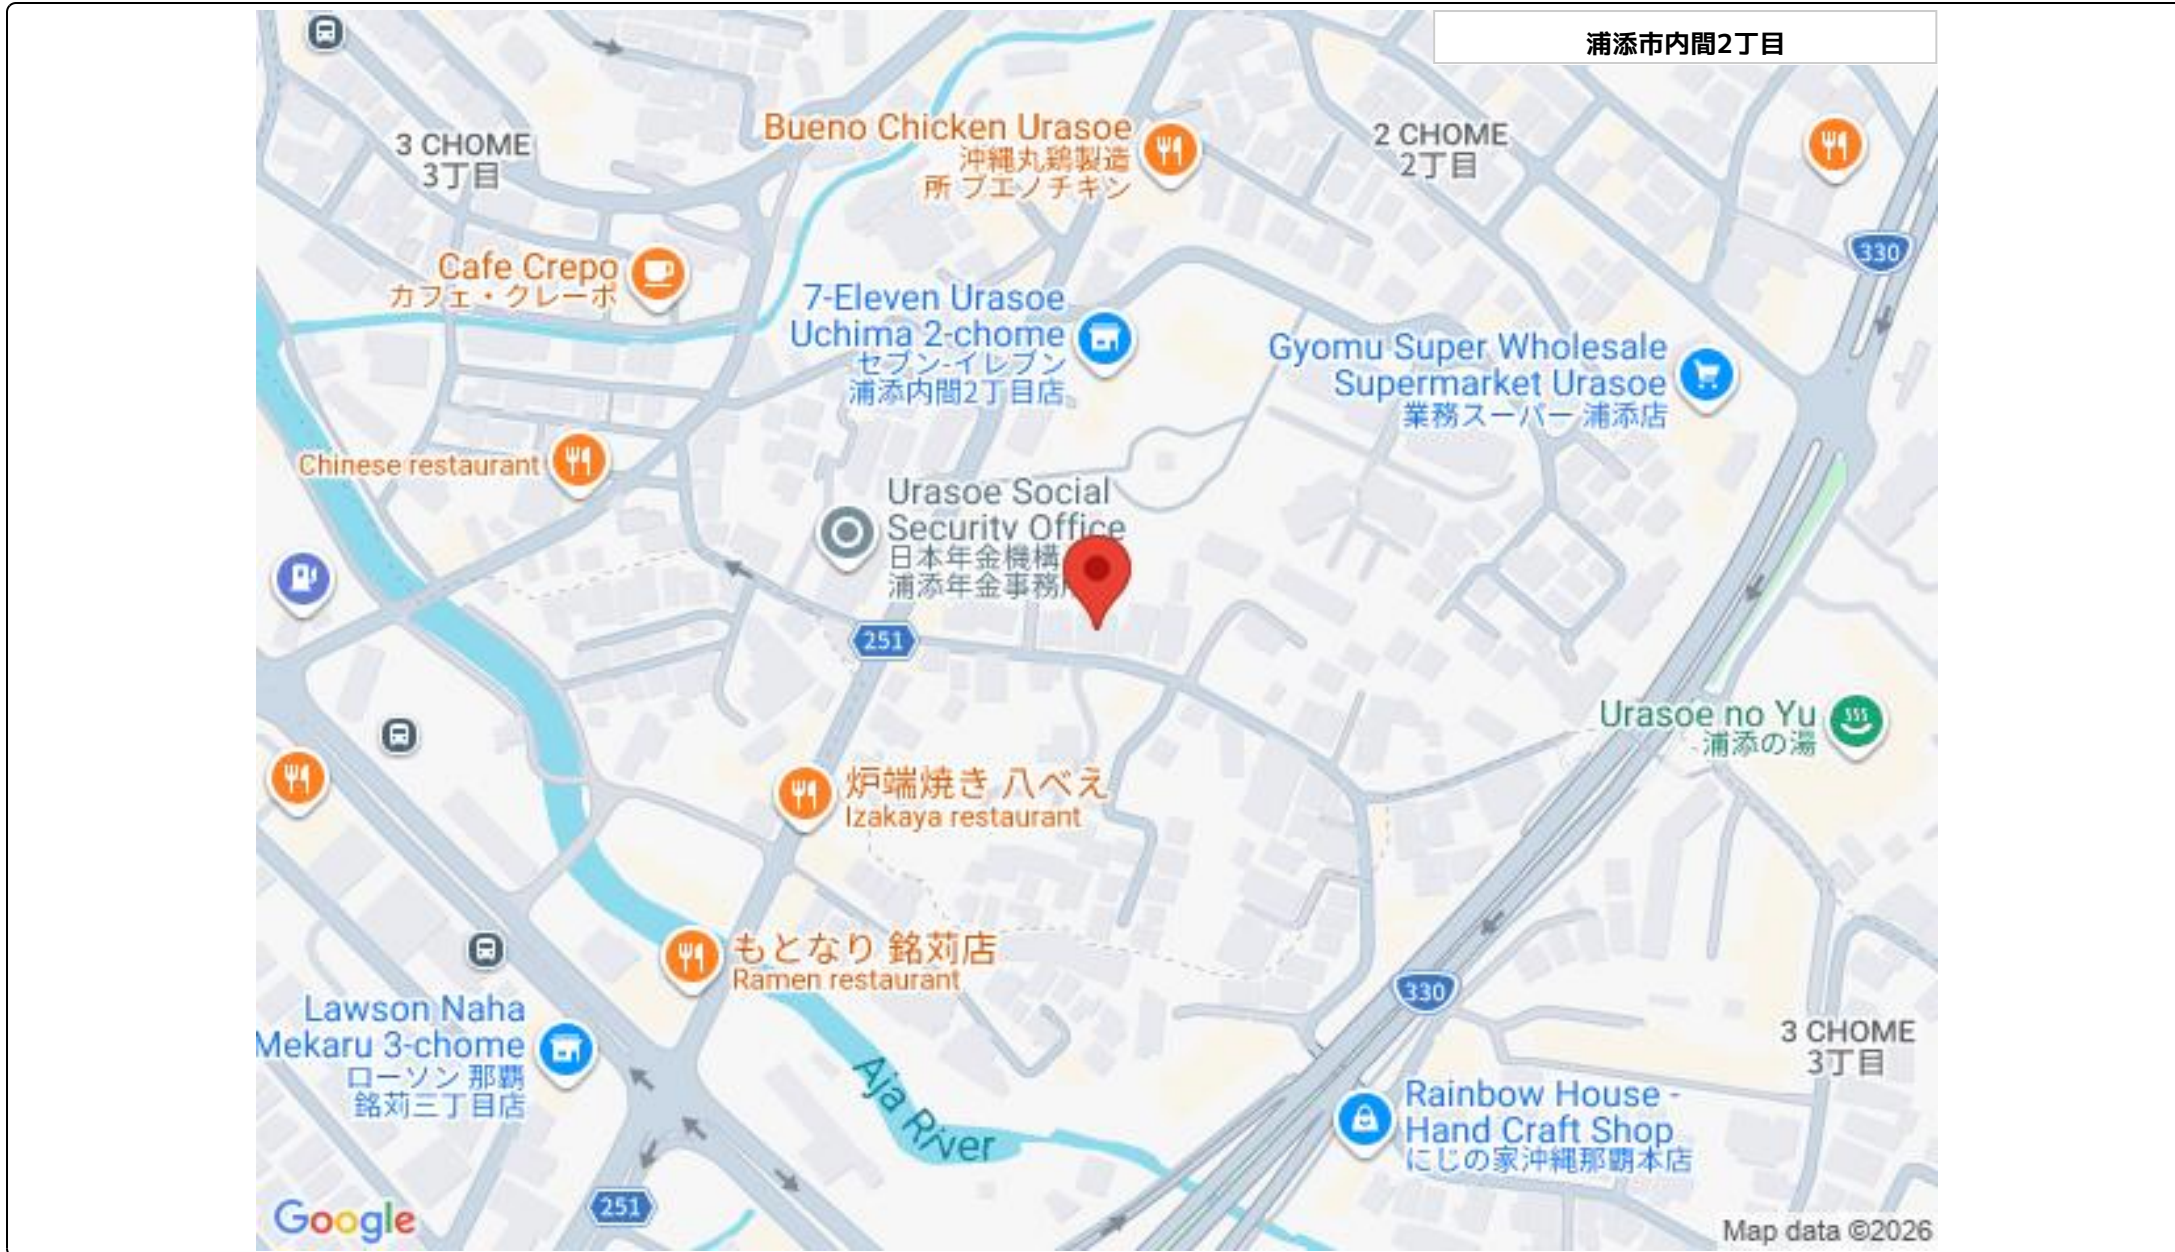 浦添市内間2丁目
Bueno Chicken Urasoe
沖縄丸鶏製造
所 ブエノチキン
3 CHOME
3丁目
2 CHOME
2丁目
330
Cafe Crepo
カフェ・クレーポ
7-Eleven Urasoe
Uchima 2-chome
セブン-イレブン
浦添内間2丁目店
Gyomu Super Wholesale
Supermarket Urasoe
業務スーパー 浦添店
Chinese restaurant
Urasoe Social
Security Office
日本年金機構
浦添年金事務
251
Urasoe no Yu
浦添の湯
炉端焼き 八べえ
Izakaya restaurant
もとなり 銘苅店
Ramen restaurant
330
Lawson Naha
Mekaru 3-chome
ローソン 那覇
銘苅三丁目店
Aja River
3 CHOME
3丁目
Rainbow House -
Hand Craft Shop
にじの家沖縄那覇本店
251
Google
Map data ©2026